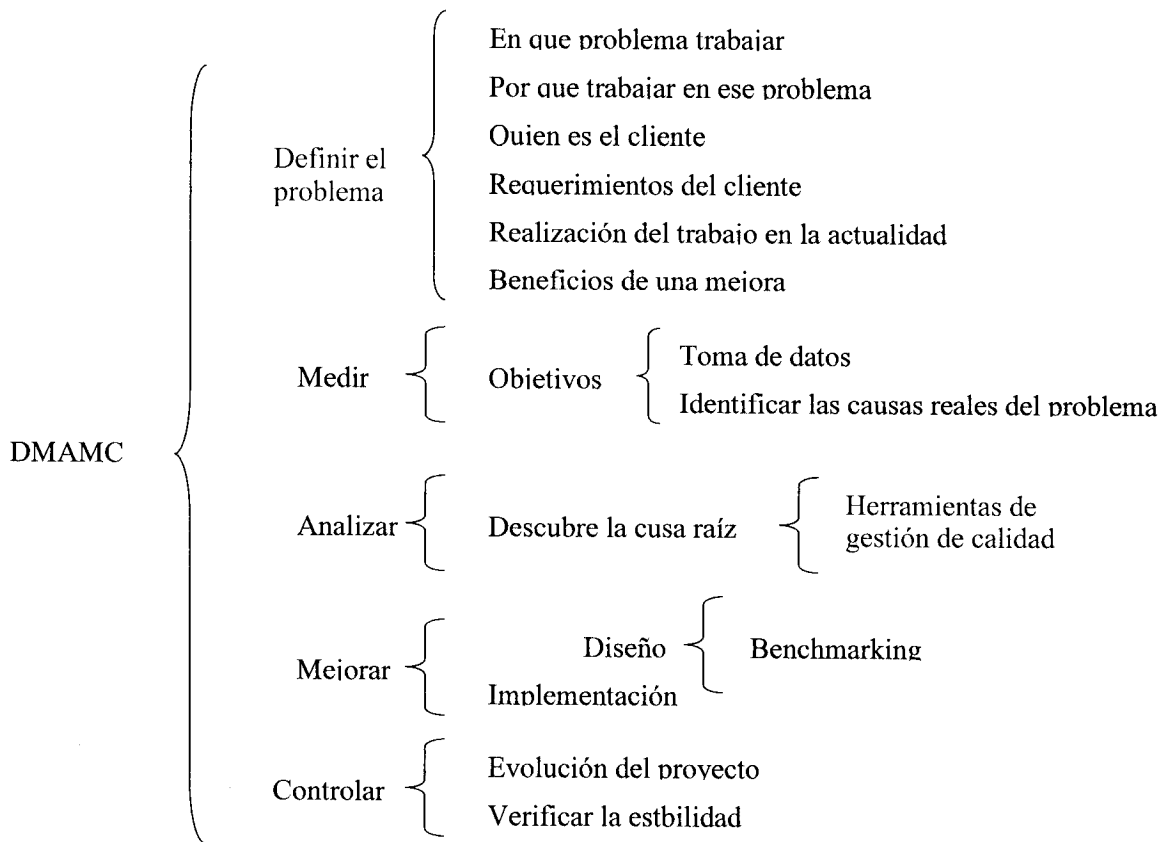 DMAMC
Definir el
problema
En que problema trabajar
Por que trabajar en ese problema
Quien es el cliente
Requerimientos del cliente
Realización del trabajo en la actualidad
Beneficios de una mejora
Medir
Objetivos
Toma de datos
Identificar las causas reales del problema
Analizar
Descubre la cusa raíz
Herramientas de
gestión de calidad
Mejorar
Diseño
Benchmarking
Implementación
Controlar
Evolución del proyecto
Verificar la estbilidad